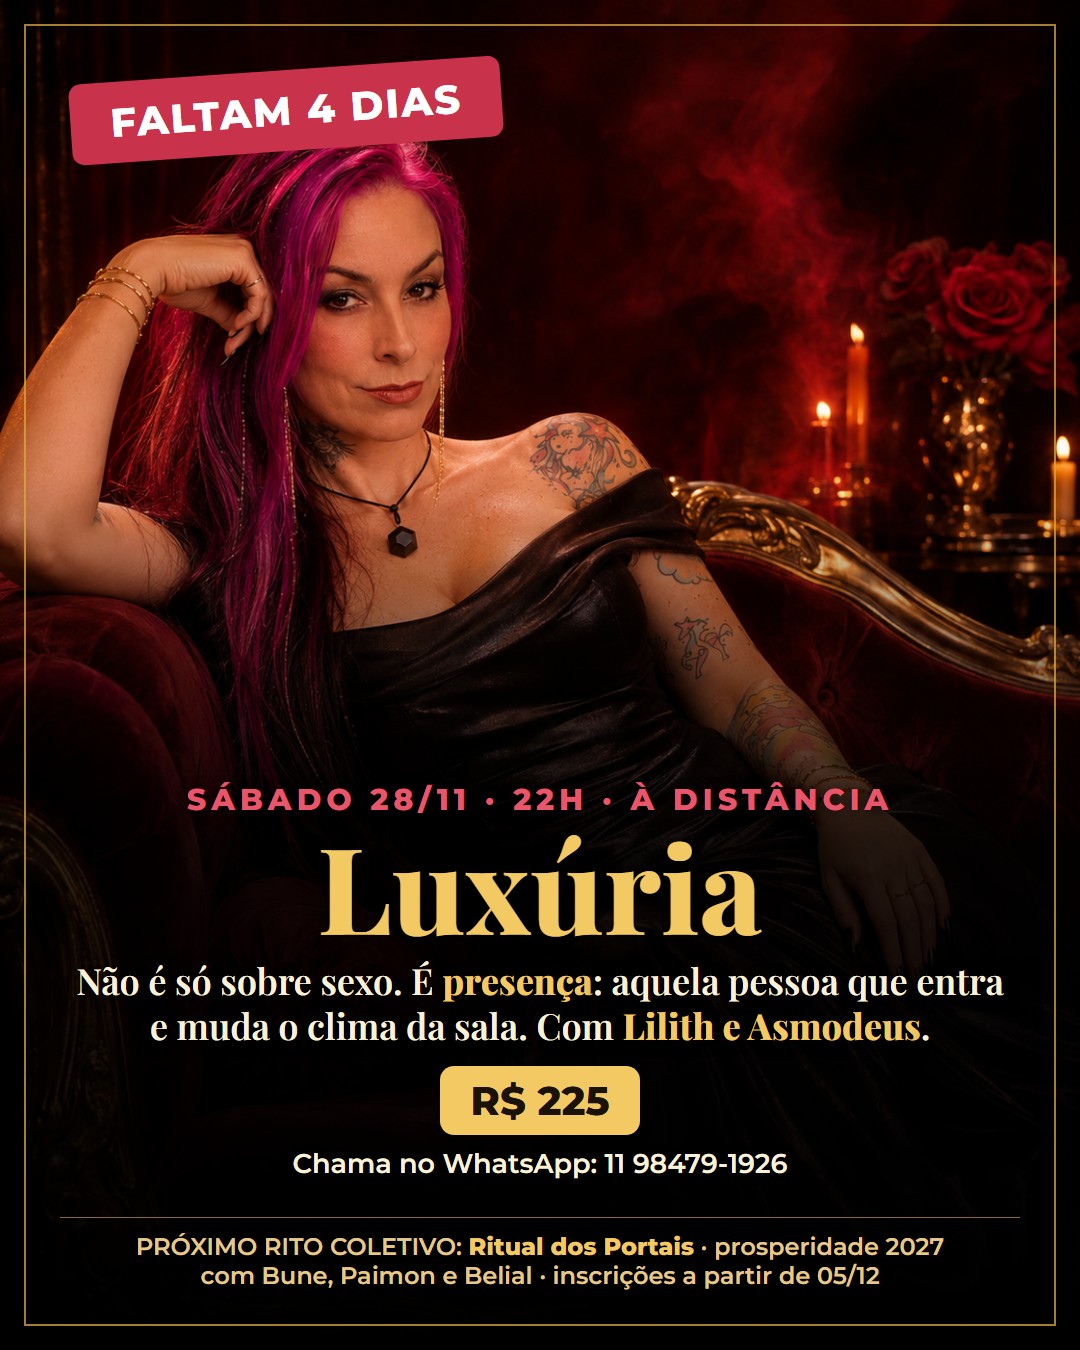 FALTAM 4 DIAS
SÁBADO 28/11 · 22H · À DISTÂNCIA
Luxúria
Não é só sobre sexo. É presença: aquela pessoa que entra
e muda o clima da sala. Com Lilith e Asmodeus.
R$ 225
Chama no WhatsApp: 11 98479-1926
PRÓXIMO RITO COLETIVO: Ritual dos Portais · prosperidade 2027
com Bune, Paimon e Belial · inscrições a partir de 05/12